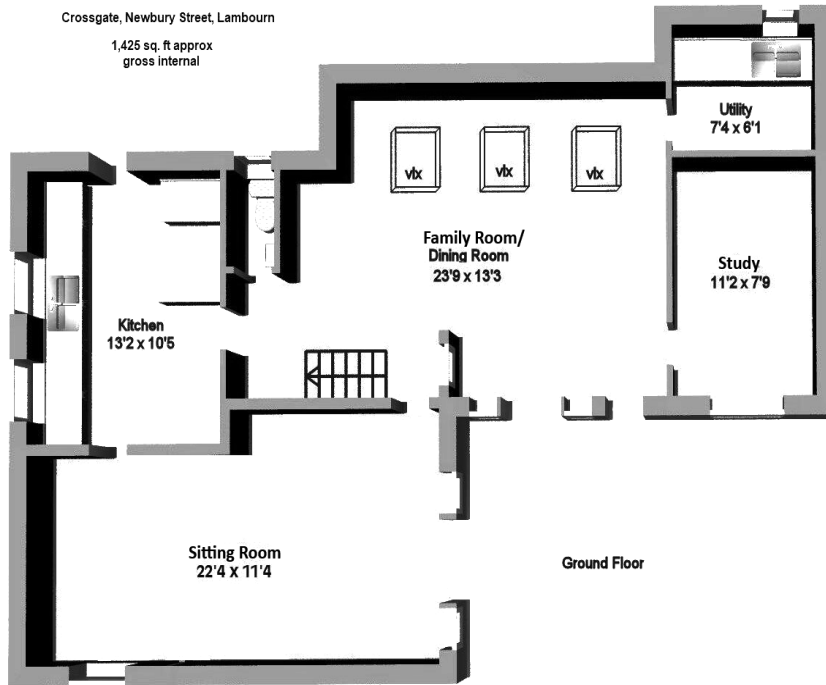 Crossgate, Newbury Street, Lambourn
1,425 sq. ft approx
gross internal
Utility
7'4 x 6'1
vlx
vlx
vlx
Family Room/
Dining Room
23'9 x 13'3
Study
11'2 x 7'9
Kitchen
13'2 x 10'5
Sitting Room
22'4 x 11'4
Ground Floor